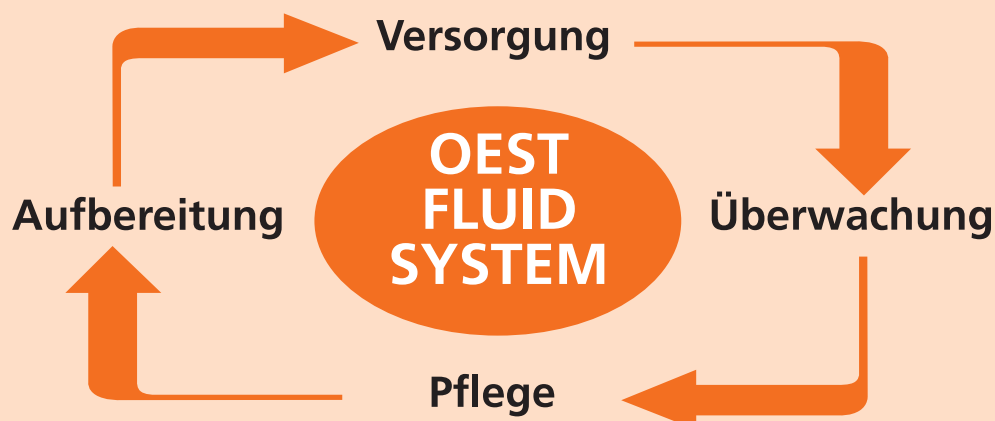 Versorgung
OEST
FLUID
SYSTEM
Aufbereitung
Überwachung
Pflege